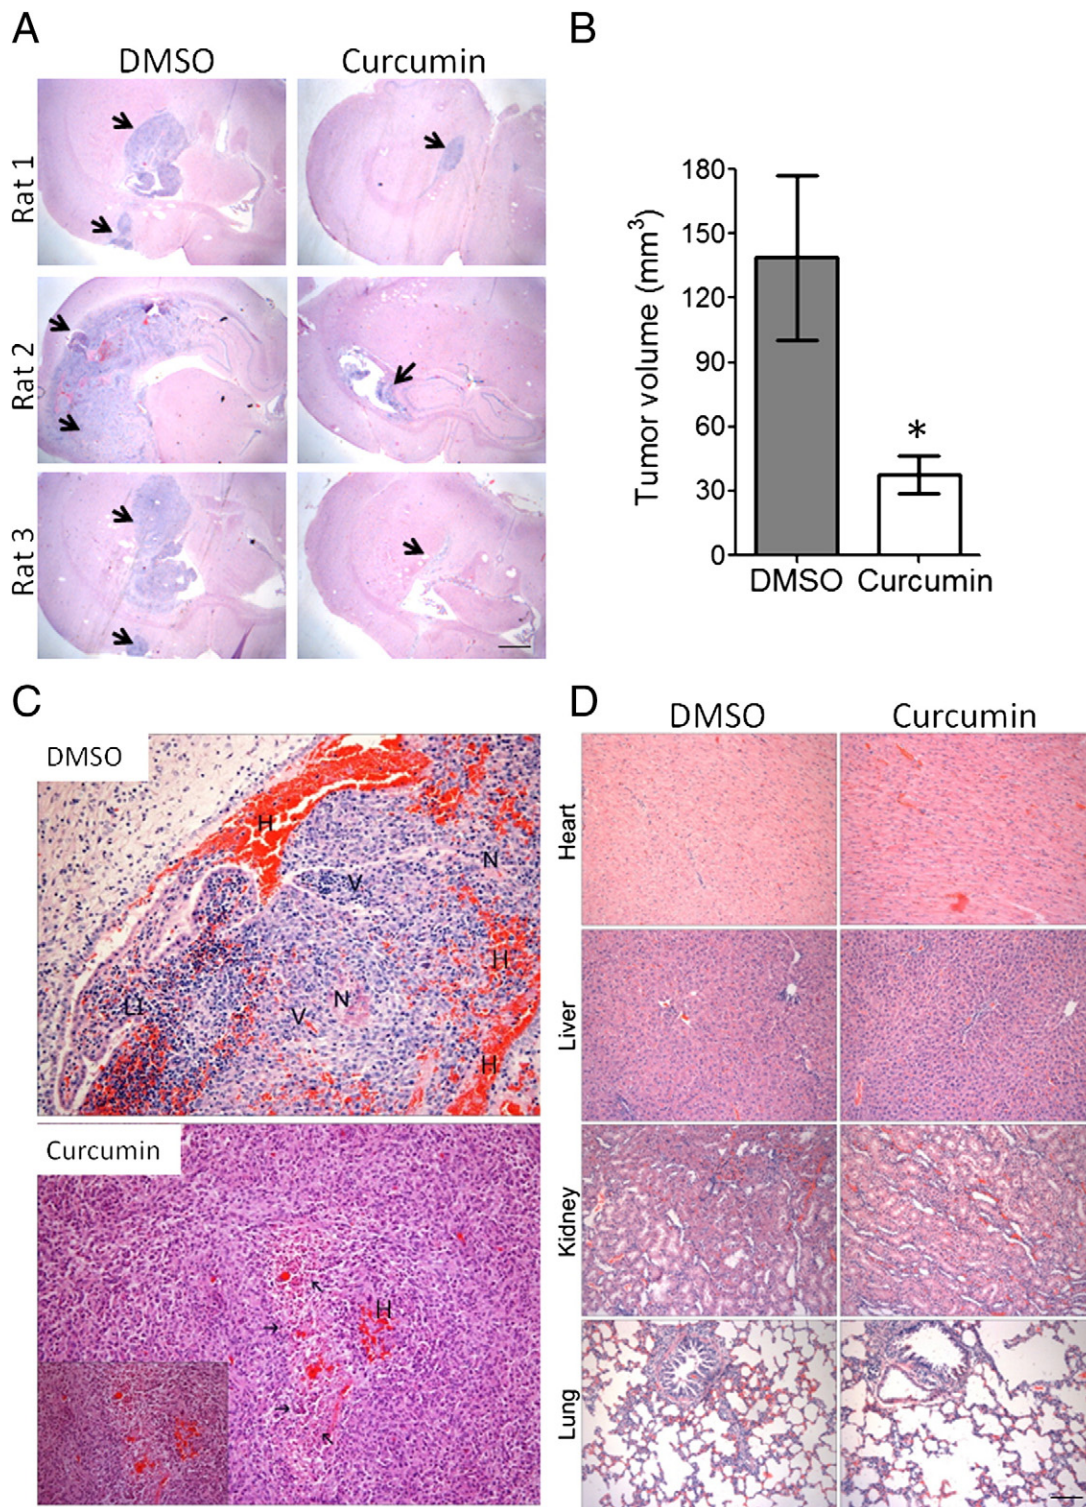 A
DMSO
Curcumin
Rat 1
Rat 2
Rat 3
B
Tumor volume (mm³)
180
150
120
90
60
30
0
*
DMSO
Curcumin
C
DMSO
H
N
V
H
LI
N
V
H
Curcumin
H
D
DMSO
Curcumin
Heart
Liver
Kidney
Lung